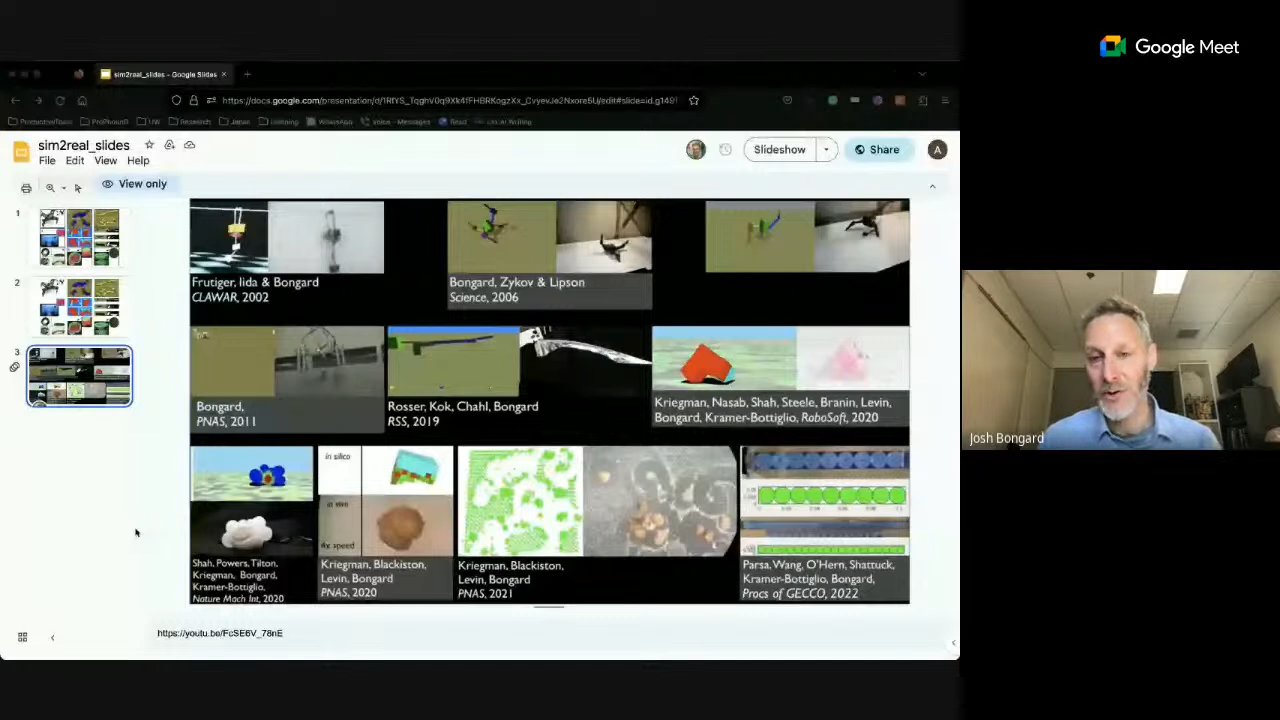 Google Meet
sim2real_slides - Google Slides
sim2real_slides
File Edit View Help
View only
Slideshow
Share
A
1
2
3
Frutiger, Iida & Bongard
CLAWAR, 2002
Bongard, Zykov & Lipson
Science, 2006
Bongard,
PNAS, 2011
Rosser, Kok, Chahl, Bongard
RSS, 2019
Kriegman, Nasab, Shah, Steele, Branin, Levin,
Bongard, Kramer-Bottiglio, RoboSoft, 2020
in silico
in vivo
4x speed
Shah, Powers, Tilton,
Kriegman, Bongard,
Kramer-Bottiglio,
Nature Mach Int, 2020
Kriegman, Blackiston,
Levin, Bongard
PNAS, 2020
Kriegman, Blackiston,
Levin, Bongard
PNAS, 2021
Parsa, Wang, O'Hern, Shattuck,
Kramer-Bottiglio, Bongard,
Procs of GECCO, 2022
https://youtu.be/FcSE6V_78nE
Josh Bongard